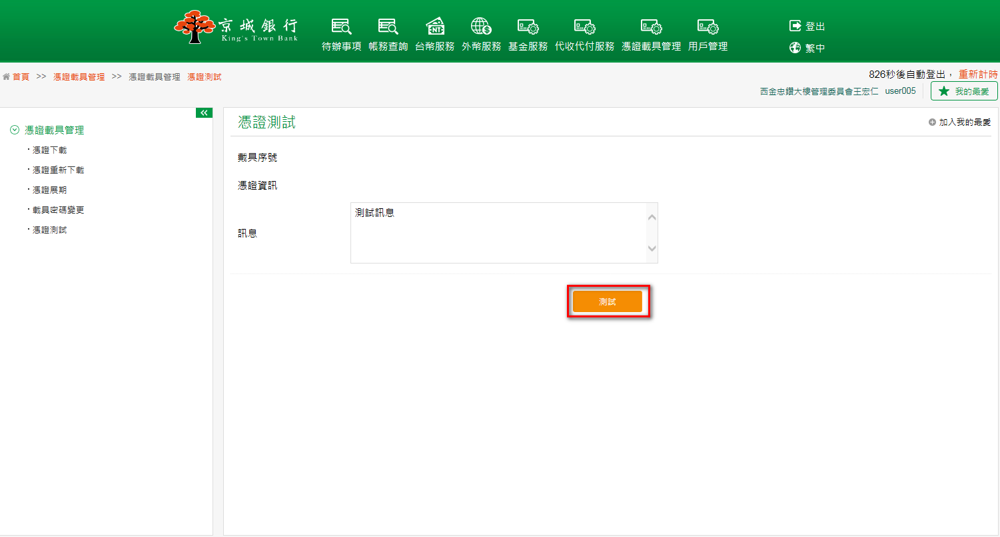 京城銀行
King's Town Bank
待辦事項 帳務查詢 台幣服務 外幣服務 基金服務 代收代付服務 憑證載具管理 用戶管理
NT$
登出
繁中
首頁 >> 憑證載具管理 >> 憑證載具管理 憑證測試
826秒後自動登出， 重新計時
西金忠鑽大樓管理委員會王宏仁 user005
我的最愛
憑證載具管理
憑證下載
憑證重新下載
憑證展期
載具密碼變更
憑證測試
憑證測試
加入我的最愛
戴具序號
憑證資訊
訊息
測試訊息
測試